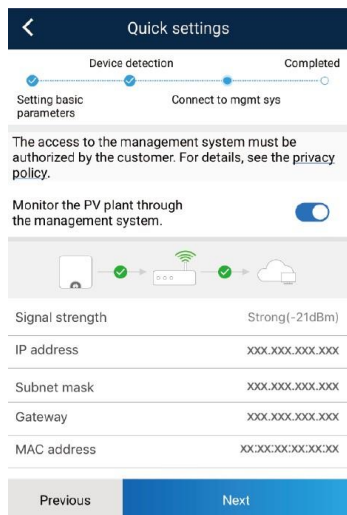 Quick settings
Device detection
Completed
Setting basic
parameters
Connect to mgmt sys
The access to the management system must be
authorized by the customer. For details, see the privacy
policy.
Monitor the PV plant through
the management system.
Signal strength Strong(-21dBm)
IP address XXX.XXX.XXX.XXX
Subnet mask XXX.XXX.XXX.XXX
Gateway XXX.XXX.XXX.XXX
MAC address XX:XX:XX:XX:XX:XX
Previous Next